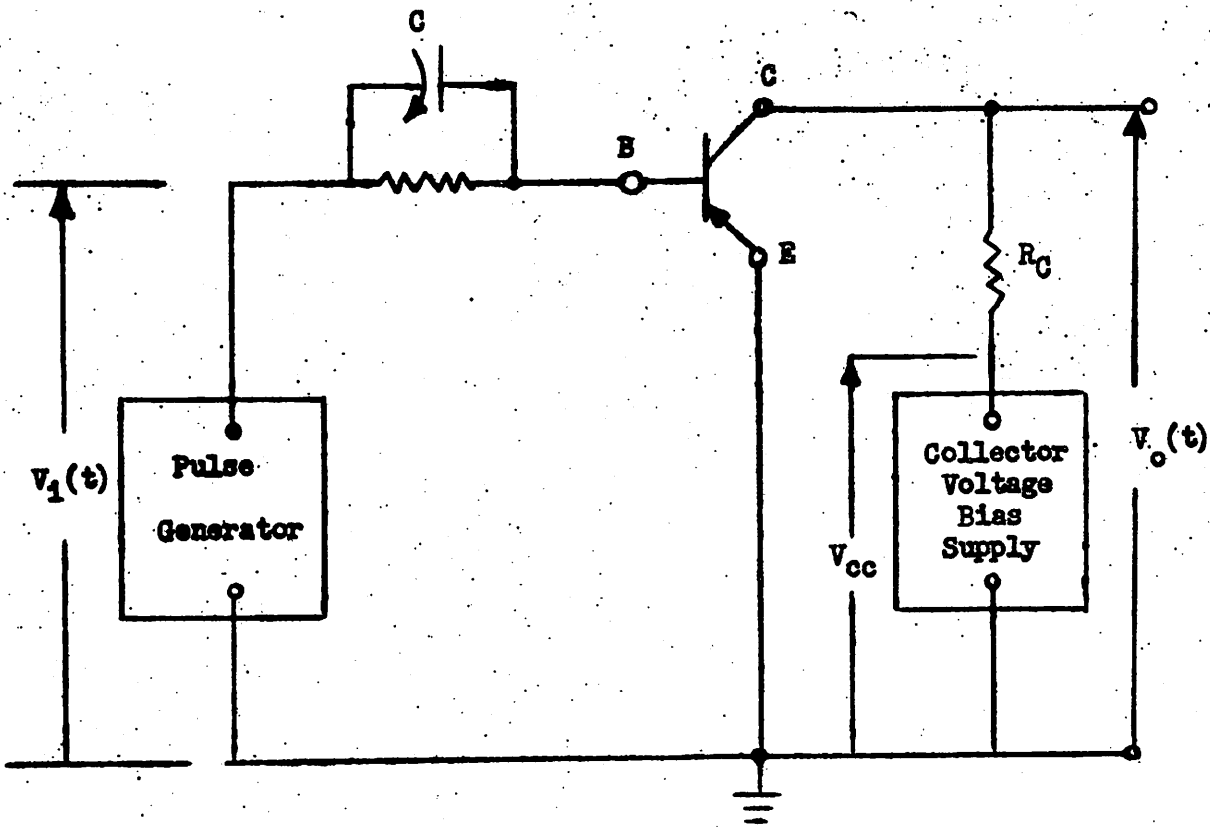 C
C
B
E
R_C
V_i(t)
Pulse
Generator
Collector
Voltage
Bias
Supply
V_cc
V_o(t)